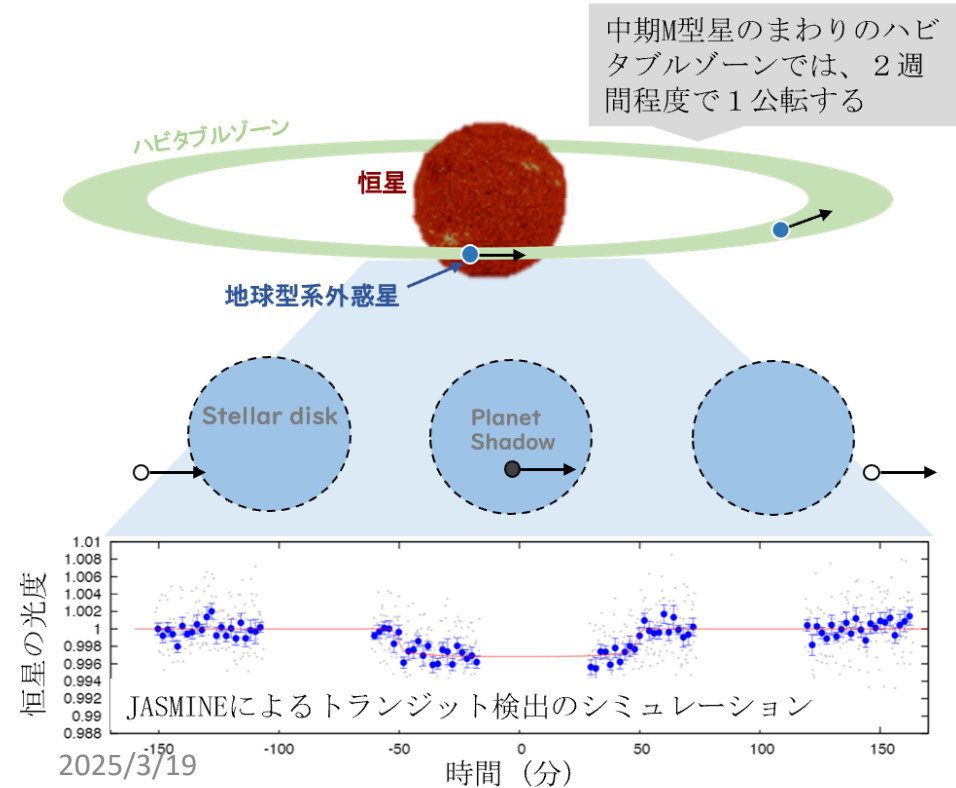 中期M型星のまわりのハビ
タブルゾーンでは、２週
間程度で１公転する
ハビタブルゾーン
恒星
地球型系外惑星
Stellar disk
Planet
Shadow
恒星の光度
1.01
1.008
1.006
1.004
1.002
1
0.998
0.996
0.994
0.992
0.99
0.988
JASMINEによるトランジット検出のシミュレーション
-150
-100
-50
0
50
100
150
時間（分）
2025/3/19